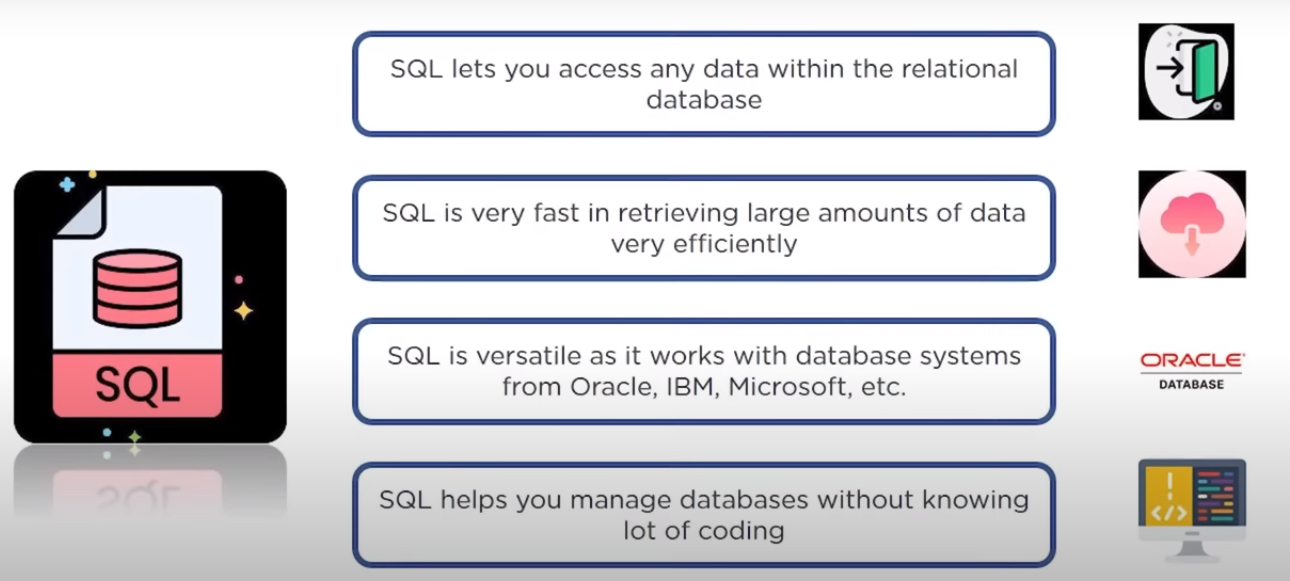 SQL lets you access any data within the relational
database
SQL is very fast in retrieving large amounts of data
very efficiently
SQL
SQL is versatile as it works with database systems
from Oracle, IBM, Microsoft, etc.
ORACLE
DATABASE
SQL helps you manage databases without knowing
lot of coding